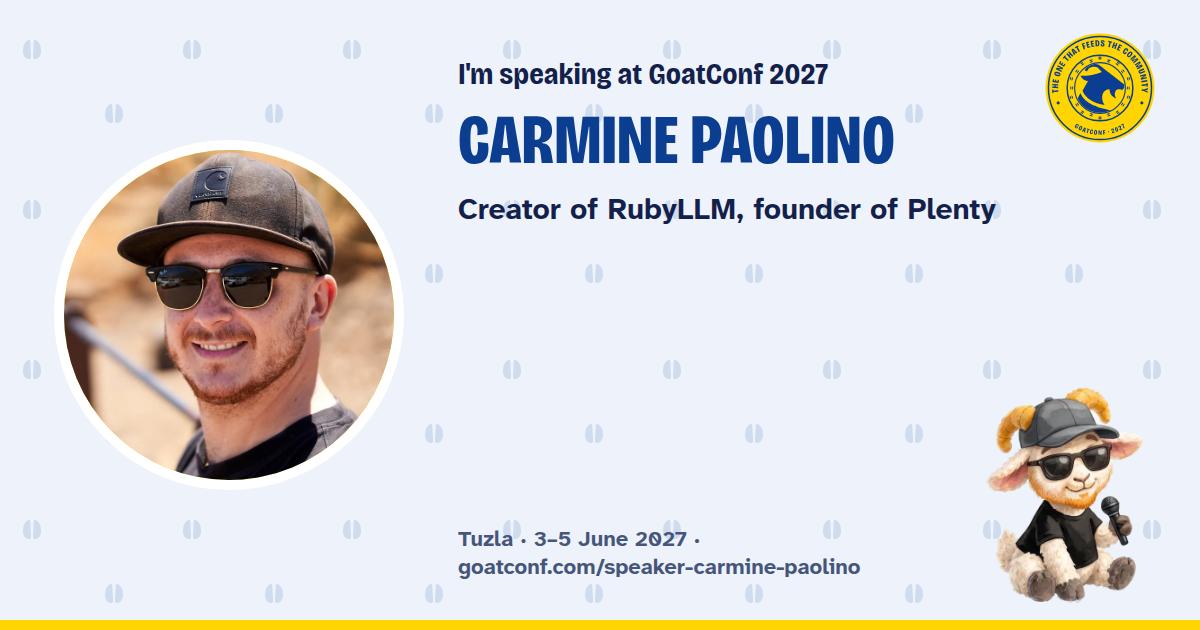 I'm speaking at GoatConf 2027
CARMINE PAOLINO
Creator of RubyLLM, founder of Plenty
Tuzla · 3–5 June 2027 ·
goatconf.com/speaker-carmine-paolino
THE ONE THAT FEEDS THE COMMUNITY
GOATCONF · 2027